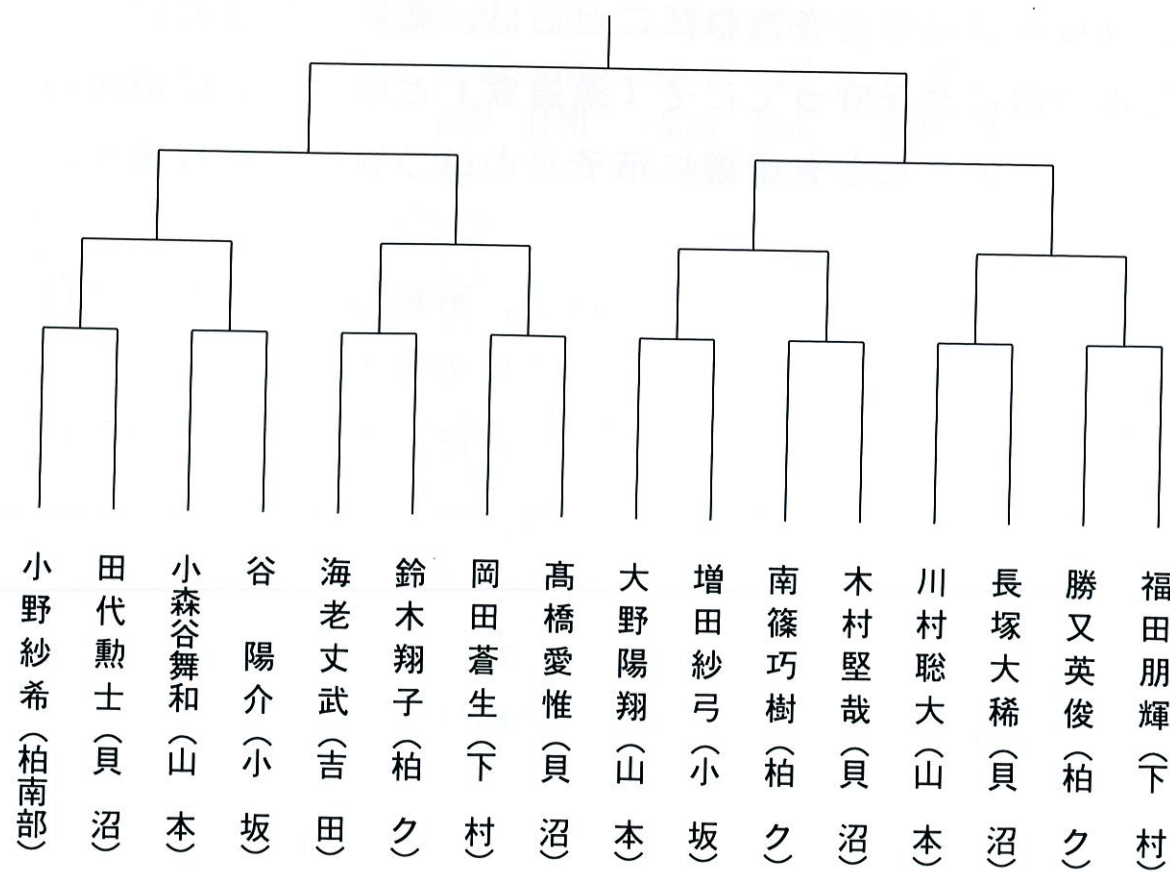 小野紗希（柏南部）
田代勲士（貝沼）
小森谷舞和（山本）
谷陽介（小坂）
海老丈武（吉田）
鈴木翔子（柏ク）
岡田蒼生（下村）
髙橋愛惟（貝沼）
大野陽翔（山本）
増田紗弓（小坂）
南篠巧樹（柏ク）
木村堅哉（貝沼）
川村聡大（山本）
長塚大稀（貝沼）
勝又英俊（柏ク）
福田朋輝（下村）